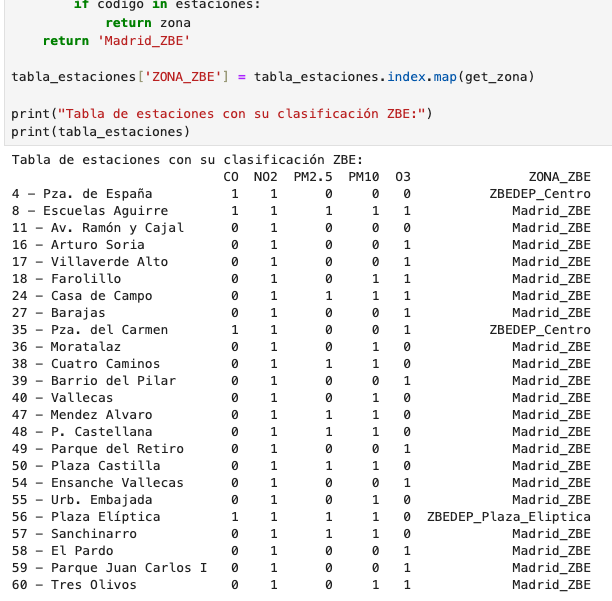 if codigo in estaciones:
return zona
return 'Madrid_ZBE'
tabla_estaciones['ZONA_ZBE'] = tabla_estaciones.index.map(get_zona)
print("Tabla de estaciones con su clasificación ZBE:")
print(tabla_estaciones)
Tabla de estaciones con su clasificación ZBE:
CO NO2 PM2.5 PM10 O3 ZONA_ZBE
4 – Pza. de España 1 1 0 0 0 ZBEDEP_Centro
8 – Escuelas Aguirre 1 1 1 1 1 Madrid_ZBE
11 – Av. Ramón y Cajal 0 1 0 0 0 Madrid_ZBE
16 – Arturo Soria 0 1 0 0 1 Madrid_ZBE
17 – Villaverde Alto 0 1 0 0 1 Madrid_ZBE
18 – Farolillo 0 1 0 1 1 Madrid_ZBE
24 – Casa de Campo 0 1 1 1 1 Madrid_ZBE
27 – Barajas 0 1 0 0 1 Madrid_ZBE
35 – Pza. del Carmen 1 1 0 0 1 ZBEDEP_Centro
36 – Moratalaz 0 1 0 1 0 Madrid_ZBE
38 – Cuatro Caminos 0 1 1 1 0 Madrid_ZBE
39 – Barrio del Pilar 0 1 0 0 1 Madrid_ZBE
40 – Vallecas 0 1 0 1 0 Madrid_ZBE
47 – Mendez Alvaro 0 1 1 1 0 Madrid_ZBE
48 – P. Castellana 0 1 1 1 0 Madrid_ZBE
49 – Parque del Retiro 0 1 0 0 1 Madrid_ZBE
50 – Plaza Castilla 0 1 1 1 0 Madrid_ZBE
54 – Ensanche Vallecas 0 1 0 0 1 Madrid_ZBE
55 – Urb. Embajada 0 1 0 1 0 Madrid_ZBE
56 – Plaza Elíptica 1 1 1 1 0 ZBEDEP_Plaza_Eliptica
57 – Sanchinarro 0 1 1 1 0 Madrid_ZBE
58 – El Pardo 0 1 0 0 1 Madrid_ZBE
59 – Parque Juan Carlos I 0 1 0 0 1 Madrid_ZBE
60 – Tres Olivos 0 1 0 1 1 Madrid_ZBE